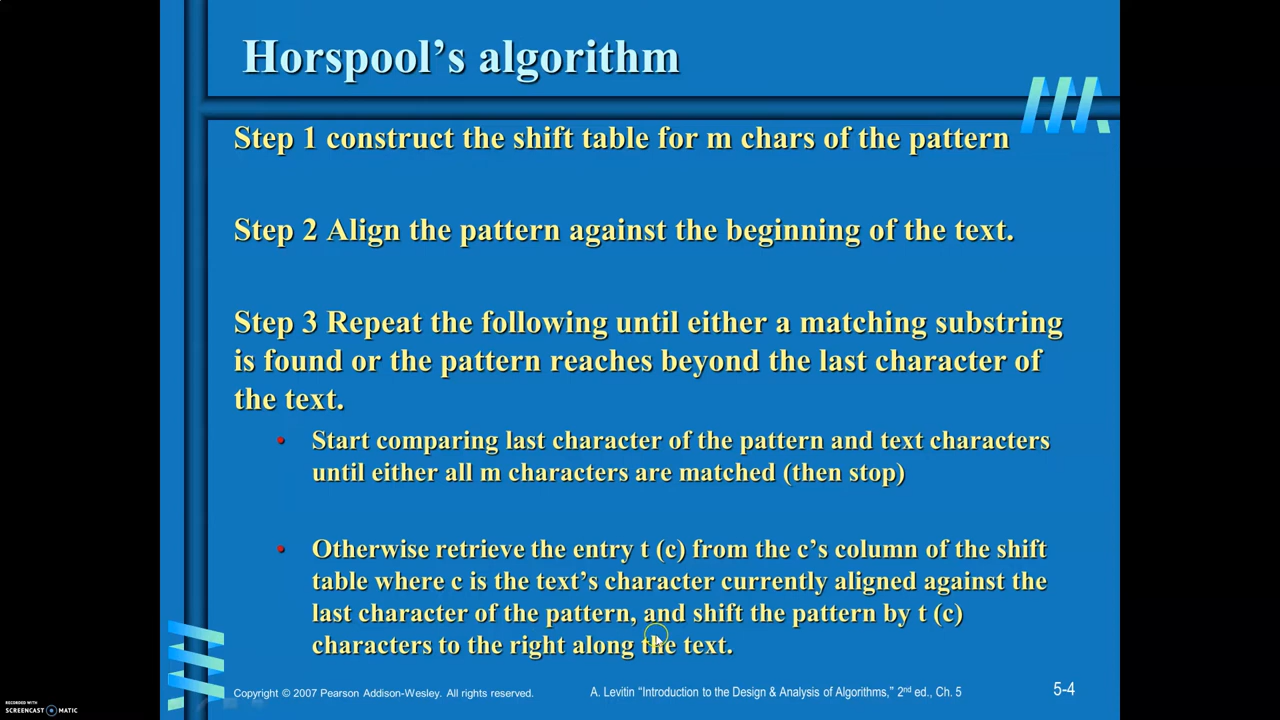 Horspool’s algorithm
Step 1 construct the shift table for m chars of the pattern
Step 2 Align the pattern against the beginning of the text.
Step 3 Repeat the following until either a matching substring
is found or the pattern reaches beyond the last character of
the text.
• Start comparing last character of the pattern and text characters
until either all m characters are matched (then stop)
• Otherwise retrieve the entry t (c) from the c’s column of the shift
table where c is the text’s character currently aligned against the
last character of the pattern, and shift the pattern by t (c)
characters to the right along the text.
Copyright © 2007 Pearson Addison-Wesley. All rights reserved.
A. Levitin “Introduction to the Design & Analysis of Algorithms,” 2nd ed., Ch. 5
5-4
RECORDED WITH
SCREENCAST MATIC